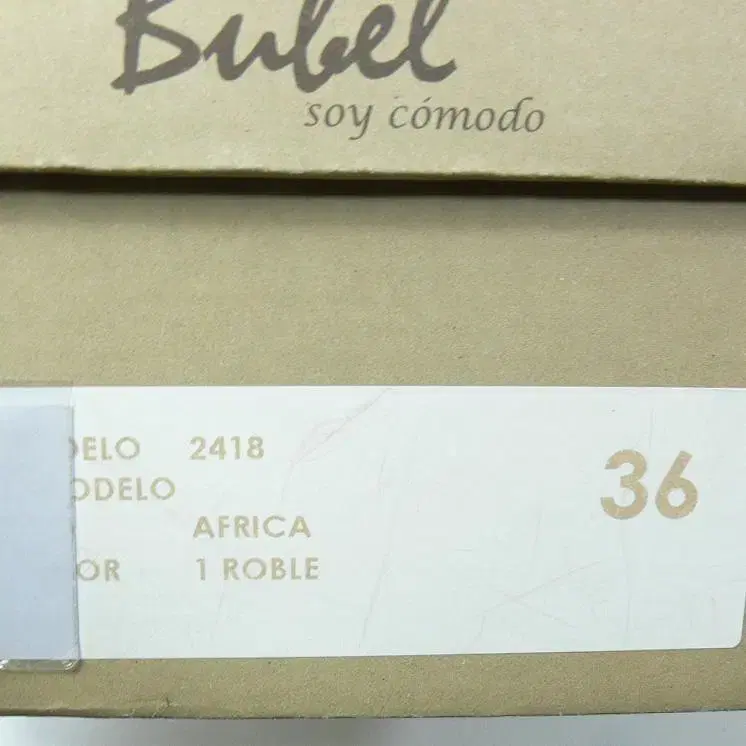 Bubel
soy cómodo
DELO 2418
ODELO
AFRICA
OR 1 ROBLE
36